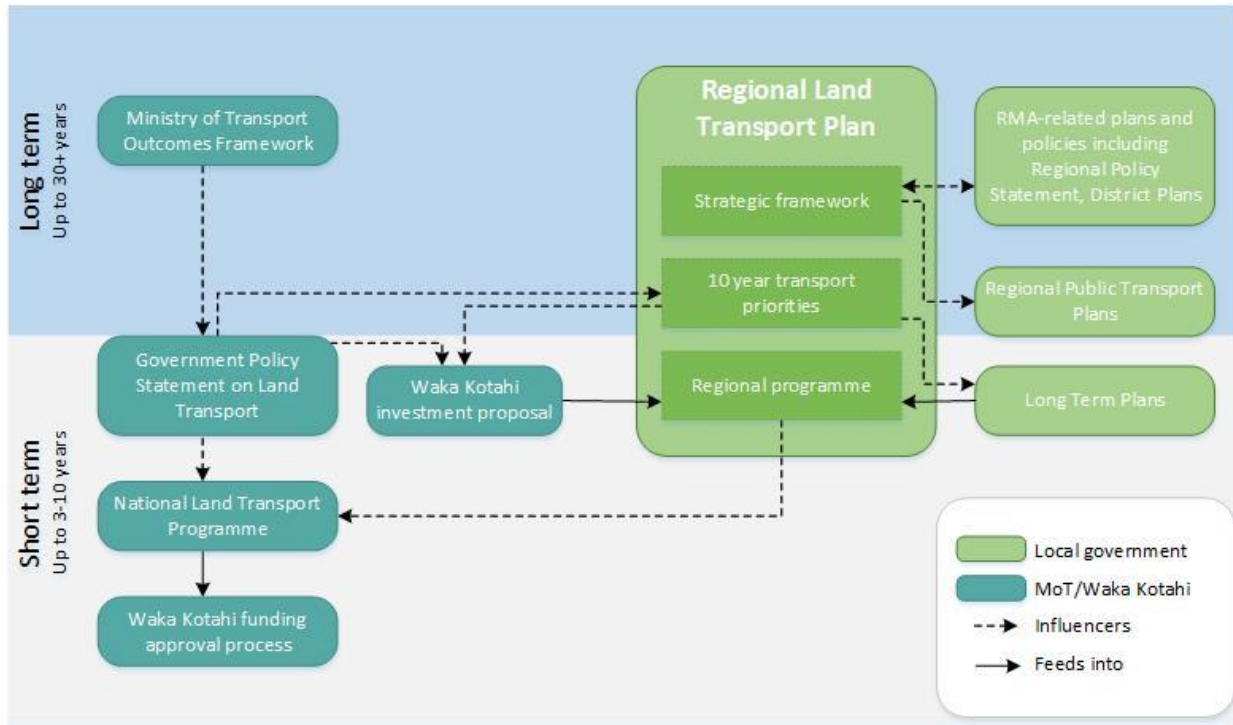 Long term
Up to 30+ years
Ministry of Transport
Outcomes Framework
Regional Land
Transport Plan
Strategic framework
10 year transport
priorities
Regional programme
RMA-related plans and
policies including
Regional Policy
Statement, District Plans
Regional Public Transport
Plans
Long Term Plans
Short term
Up to 3-10 years
Government Policy
Statement on Land
Transport
Waka Kotahi
investment proposal
National Land Transport
Programme
Waka Kotahi funding
approval process
Local government
MoT/Waka Kotahi
Influencers
Feeds into